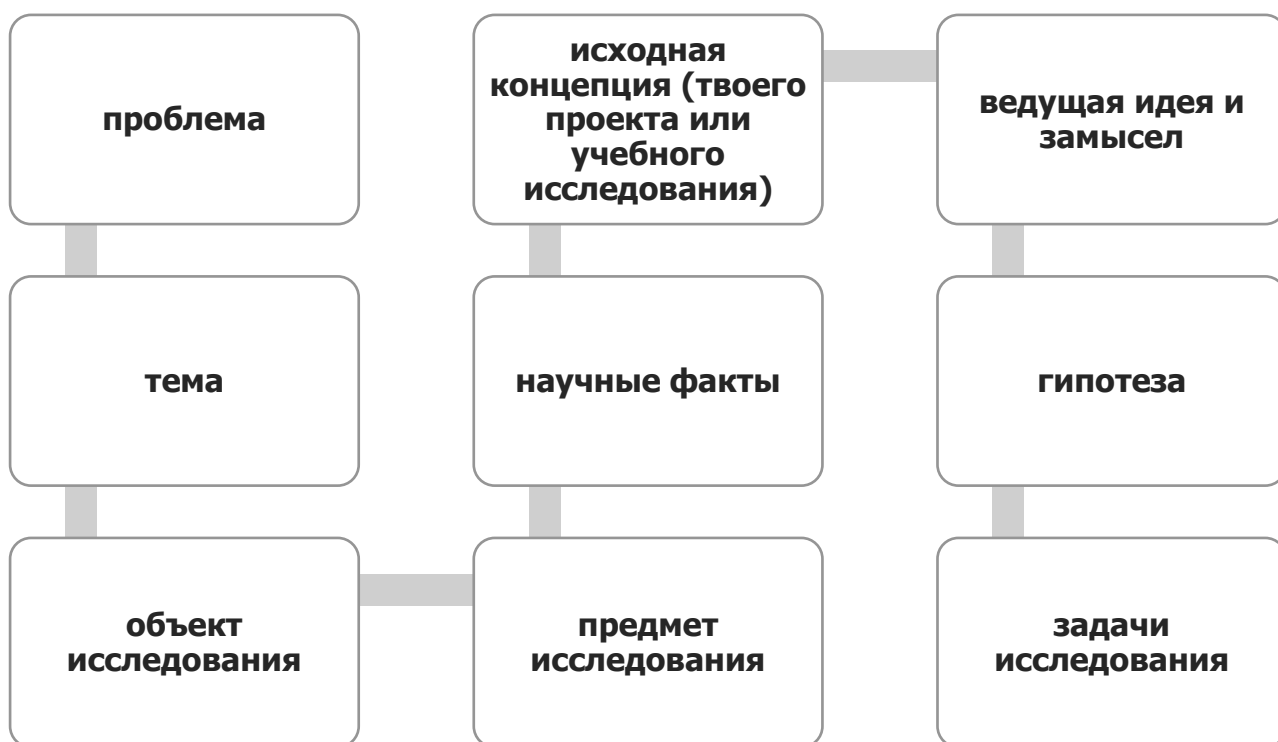 проблема
тема
объект
исследования
предмет
исследования
научные факты
исходная
концепция (твоего
проекта или
учебного
исследования)
ведущая идея и
замысел
гипотеза
задачи
исследования